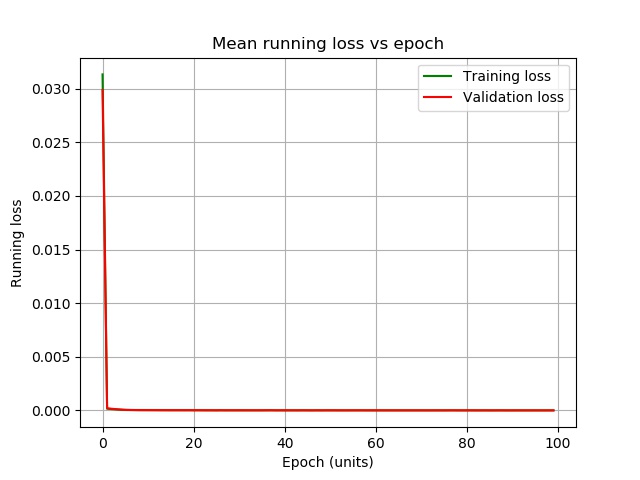 Mean running loss vs epoch
Training loss
Validation loss
0.030
0.025
0.020
0.015
0.010
0.005
0.000
Running loss
0 20 40 60 80 100
Epoch (units)